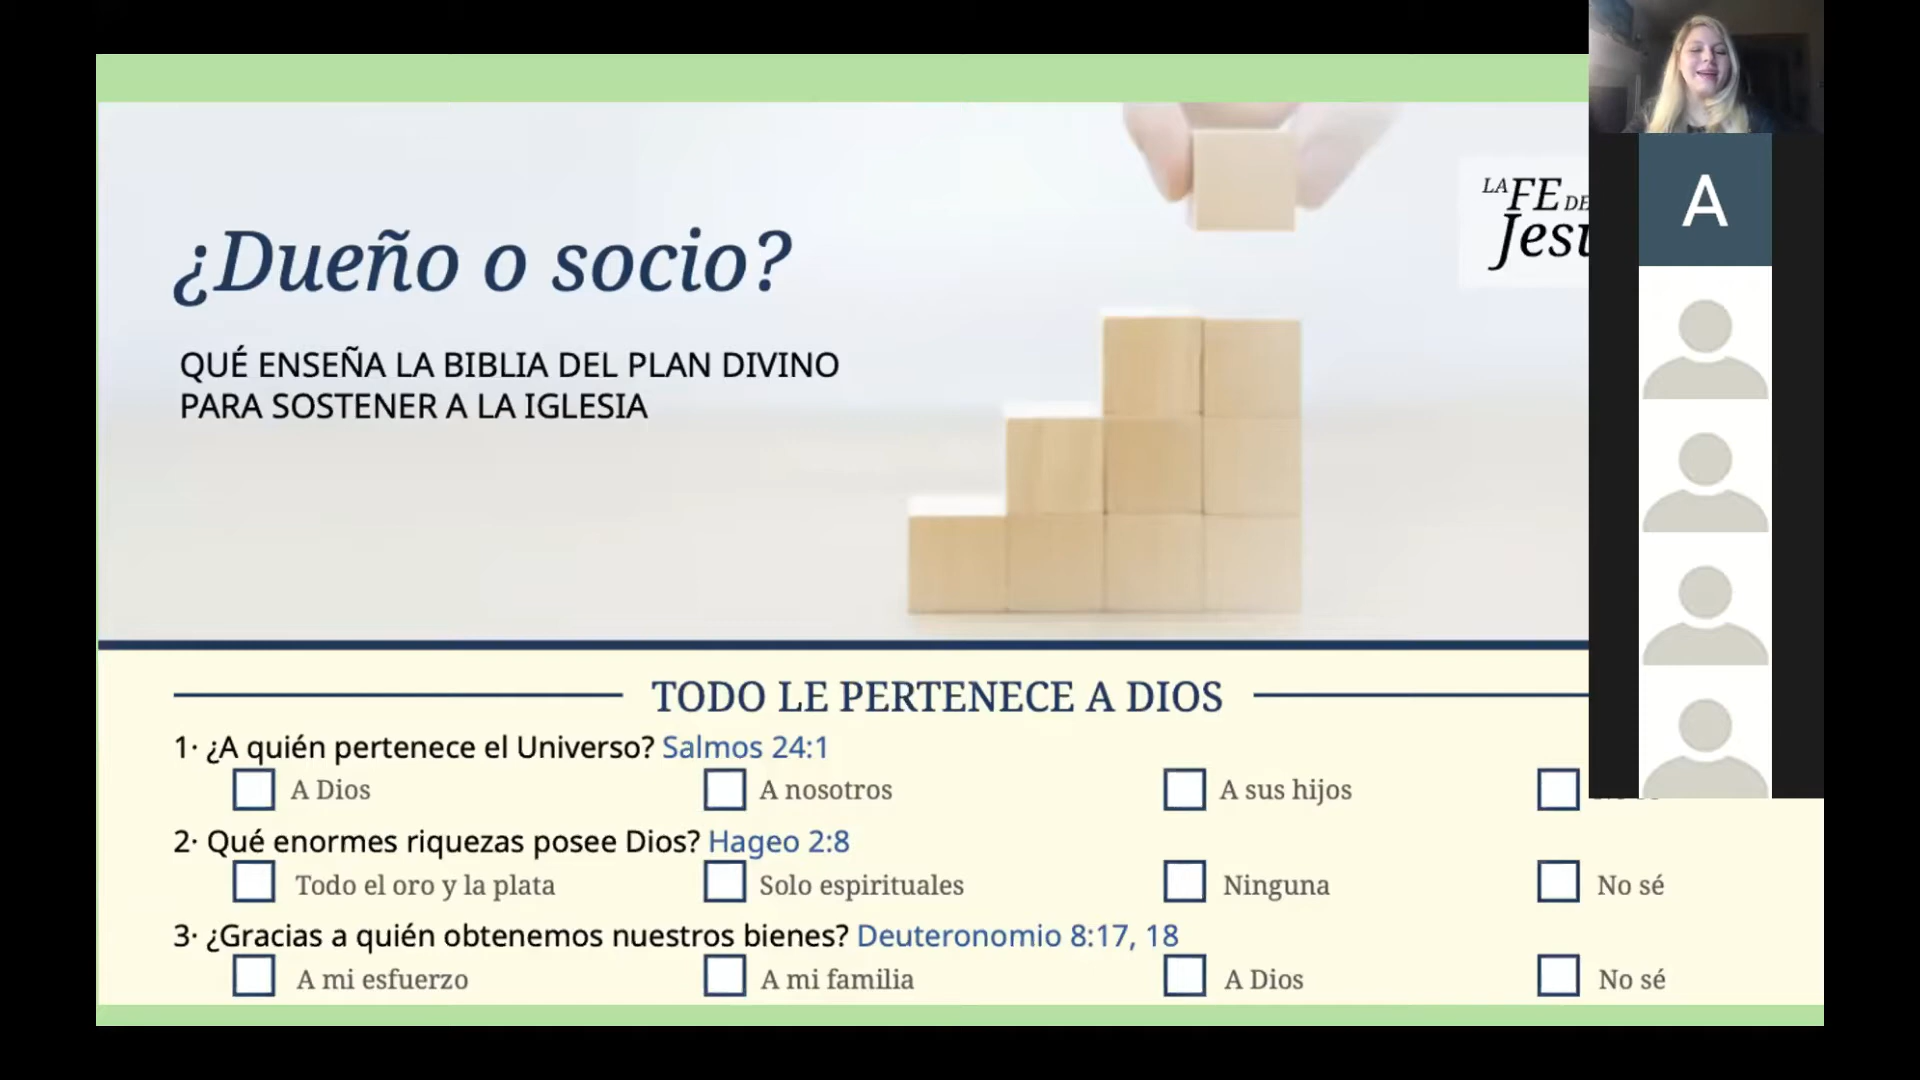 ¿Dueño o socio?
QUÉ ENSEÑA LA BIBLIA DEL PLAN DIVINO
PARA SOSTENER A LA IGLESIA
LA FE DE
A
TODO LE PERTENECE A DIOS
1· ¿A quién pertenece el Universo? Salmos 24:1
A Dios
A nosotros
A sus hijos
2· Qué enormes riquezas posee Dios? Hageo 2:8
Todo el oro y la plata
Solo espirituales
Ninguna
No sé
3· ¿Gracias a quién obtenemos nuestros bienes? Deuteronomio 8:17, 18
A mi esfuerzo
A mi familia
A Dios
No sé